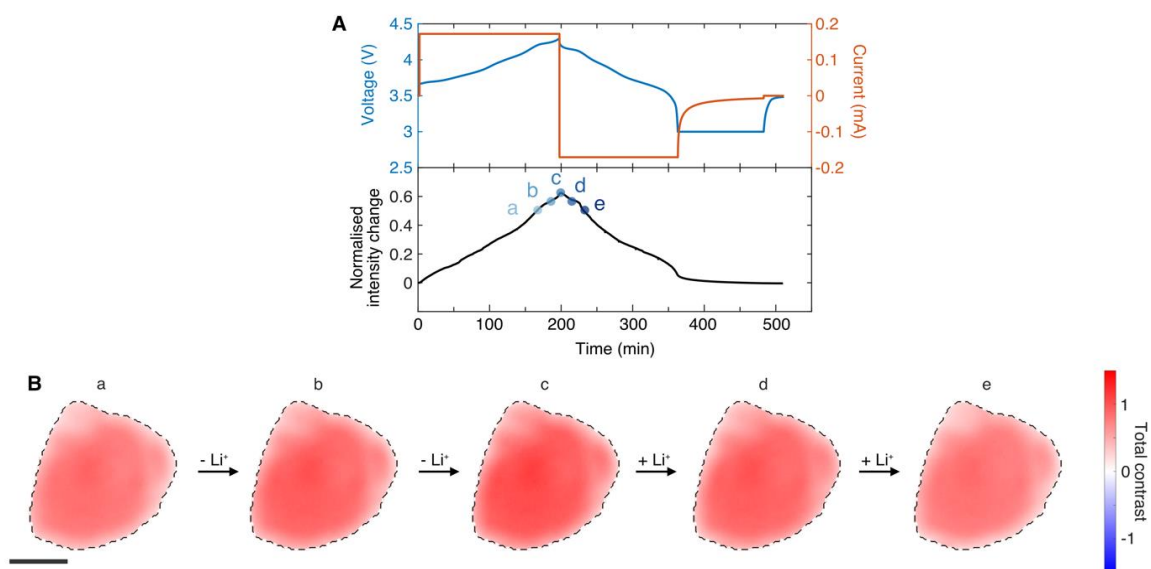 A
4.5
4
3.5
3
2.5
Voltage (V)
0.2
0.1
0
-0.1
-0.2
Current (mA)
0.6
0.4
0.2
0
Normalised
intensity change
a
b
c
d
e
0 100 200 300 400 500
Time (min)
B
a b c d e
- Li⁺ - Li⁺ + Li⁺ + Li⁺
1
0
-1
Total contrast